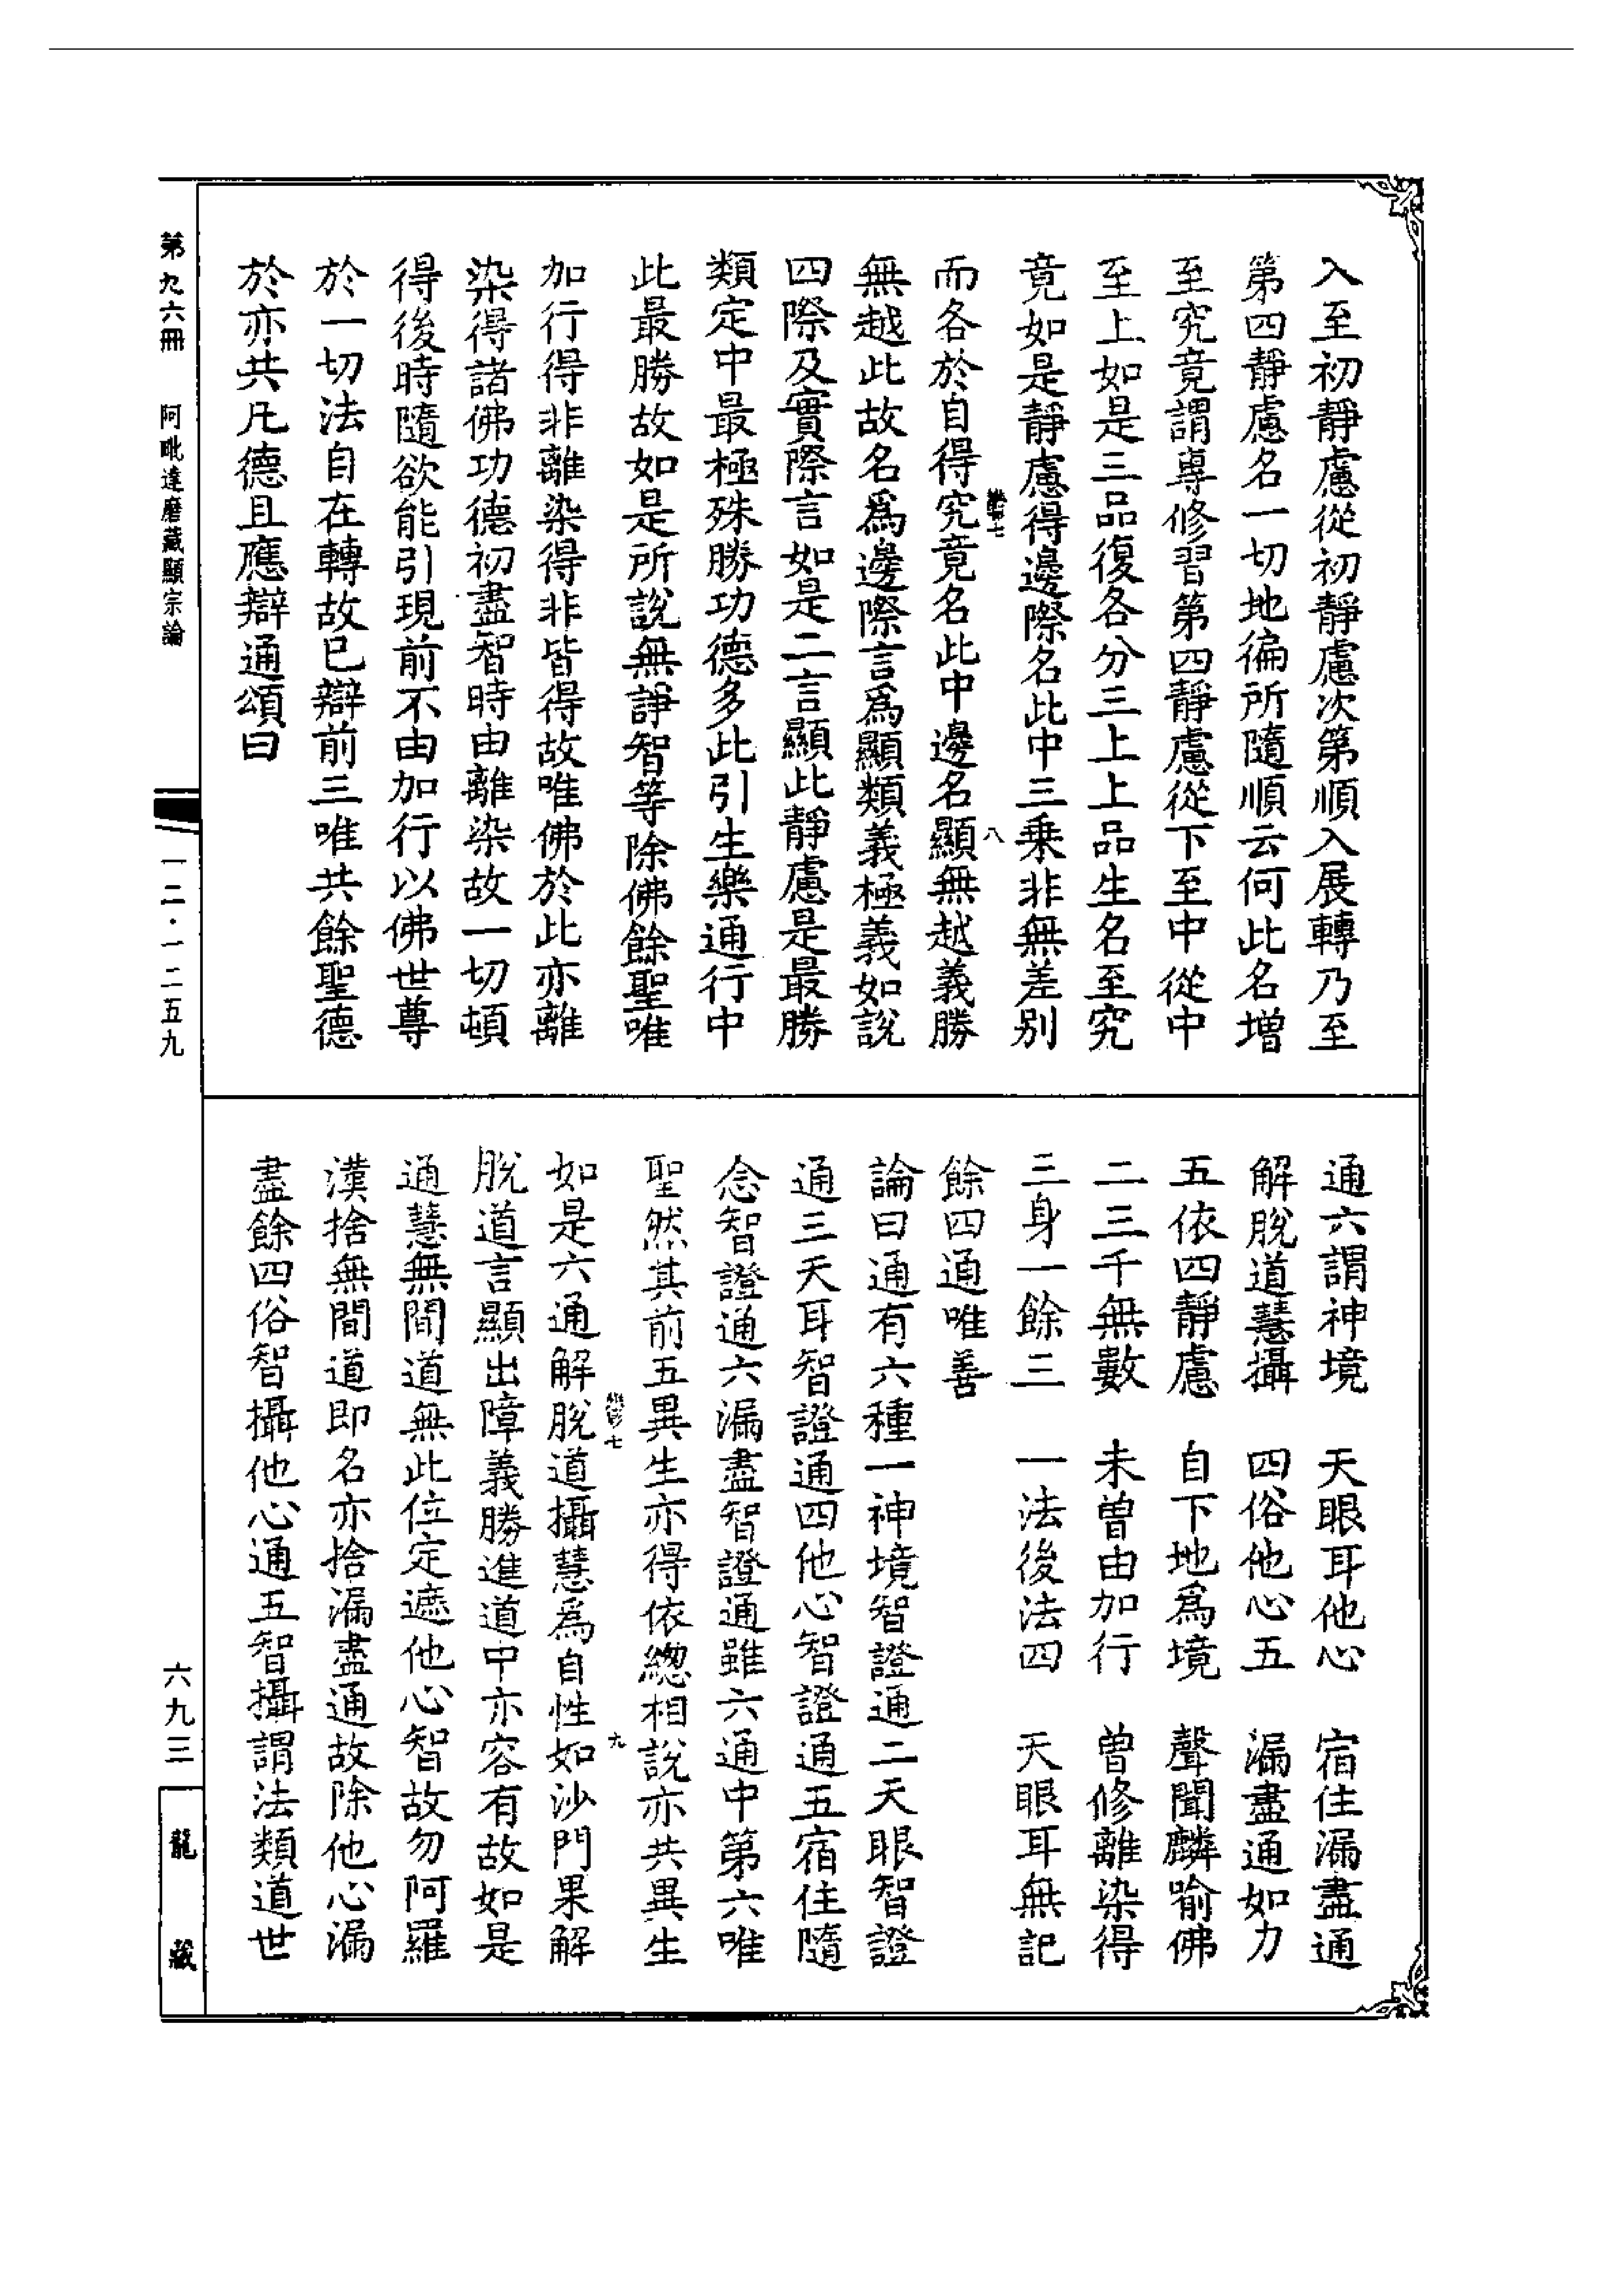 入至初靜慮從初靜慮次第順入展轉乃至
第四靜慮名一切地徧所隨順云何此名增
至究竟謂專修習第四靜慮從下至中從中
至上如是三品復各分三上上品生名至究
竟如是靜慮得邊際名此中三乗非無差別
而各於自得究竟名此中邊名顯無越義勝
無越此故名爲邊際言爲顯類義極義如說
四際及實際言如是二言顯此靜慮是最勝
類定中最極殊勝功德多此引生樂通行中
此最勝故如是所說無諍智等除佛餘聖唯
加行得非離染得非皆得故唯佛於此亦離
染得諸佛功德初盡智時由離染故一切頓
得後時隨欲能引現前不由加行以佛世尊
於一切法自在轉故已辯前三唯共餘聖德
於亦共凡德且應辯通頌曰
八
通六謂神境　天眼耳他心　宿住漏盡通
解脫道慧攝　四俗他心五　漏盡通如力
五依四靜慮　自下地爲境　聲聞麟喻佛
二三千無數　未曾由加行　曾修離染得
三身一餘三　一法後法四　天眼耳無記
餘四通唯善
論曰通有六種一神境智證通二天眼智證
通三天耳智證通四他心智證通五宿住隨
念智證通六漏盡智證通雖六通中第六唯
聖然其前五異生亦得依緫相說亦共異生
如是六通解脫道攝慧爲自性如沙門果解
脫道言顯出障義勝進道中亦容有故如是
通慧無間道無此位定遮他心智故勿阿羅
漢捨無間道即名亦捨漏盡通故除他心漏
盡餘四俗智攝他心通五智攝謂法類道世
九
第九六冊　阿毗達磨藏顯宗論
一二·一二五九
六九三
龍藏